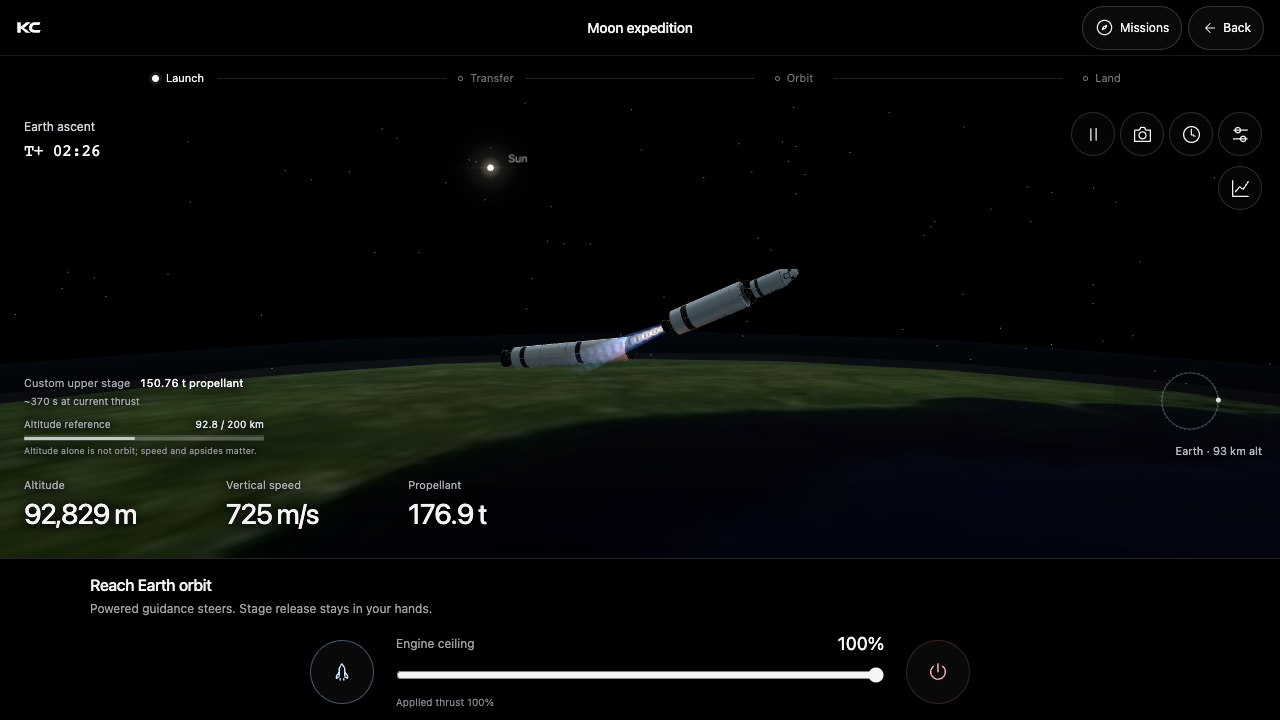 KC
Moon expedition
Missions
Back
Launch
Transfer
Orbit
Land
Earth ascent
T+ 02:26
Sun
Custom upper stage 150.76 t propellant
~370 s at current thrust
Altitude reference 92.8 / 200 km
Altitude alone is not orbit; speed and apsides matter.
Earth · 93 km alt
Altitude
92,829 m
Vertical speed
725 m/s
Propellant
176.9 t
Reach Earth orbit
Powered guidance steers. Stage release stays in your hands.
Engine ceiling 100%
Applied thrust 100%